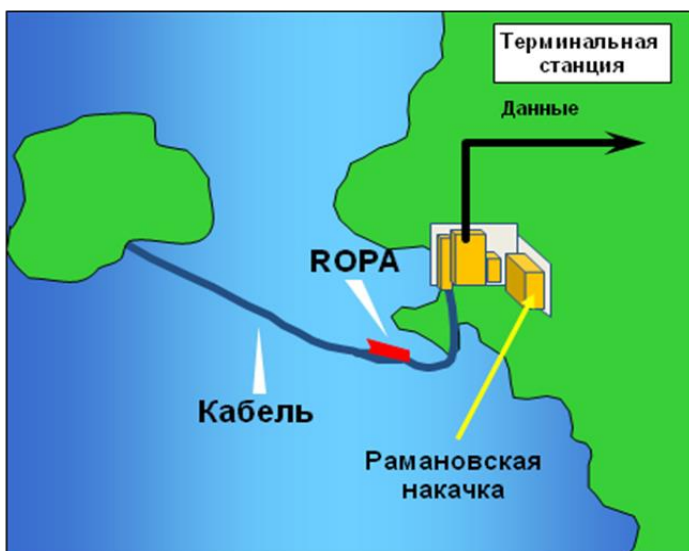 Терминальная
станция
Данные
ROPA
Кабель
Рамановская
накачка